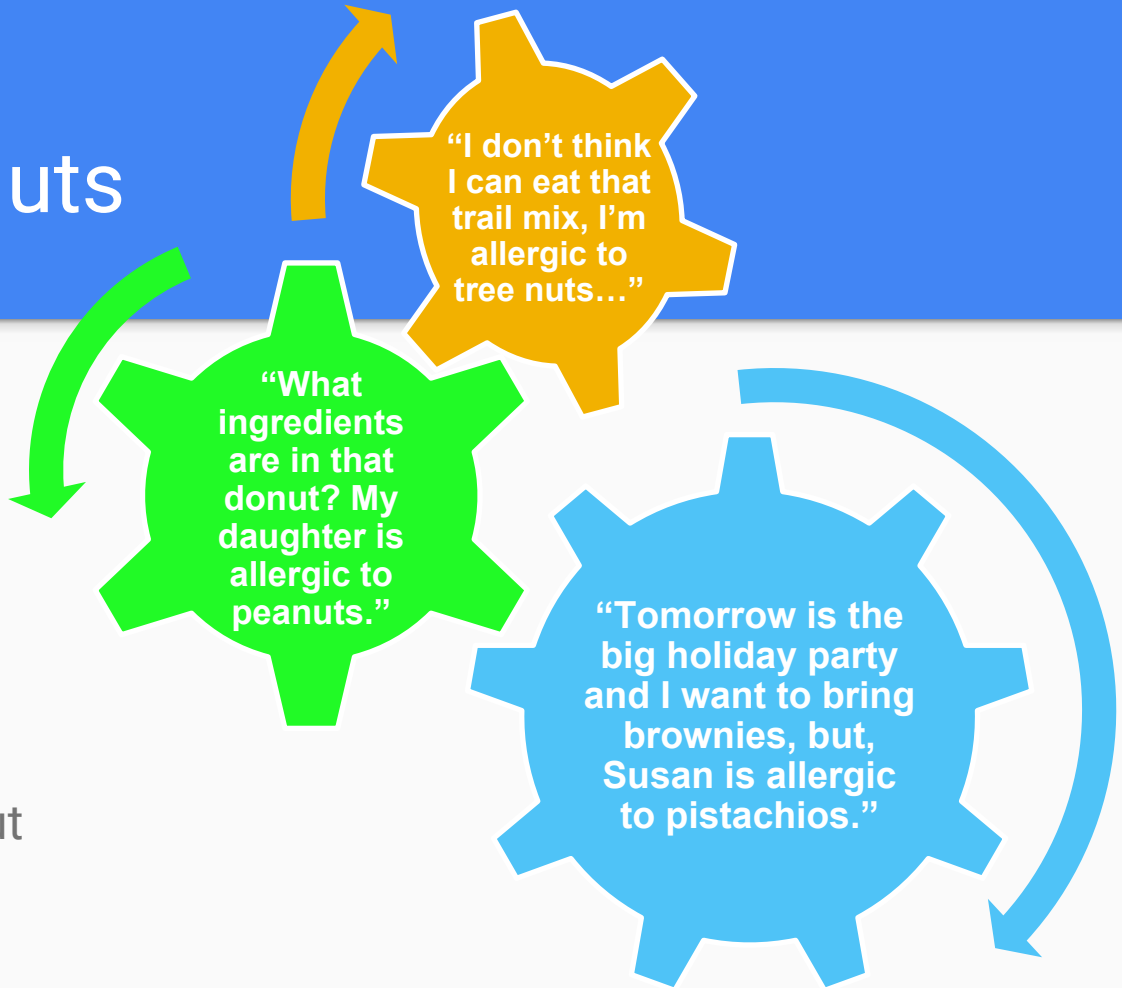 uts
“I don’t think
I can eat that
trail mix, I’m
allergic to
tree nuts…”
“What
ingredients
are in that
donut? My
daughter is
allergic to
peanuts.”
“Tomorrow is the
big holiday party
and I want to bring
brownies, but,
Susan is allergic
to pistachios.”
ut